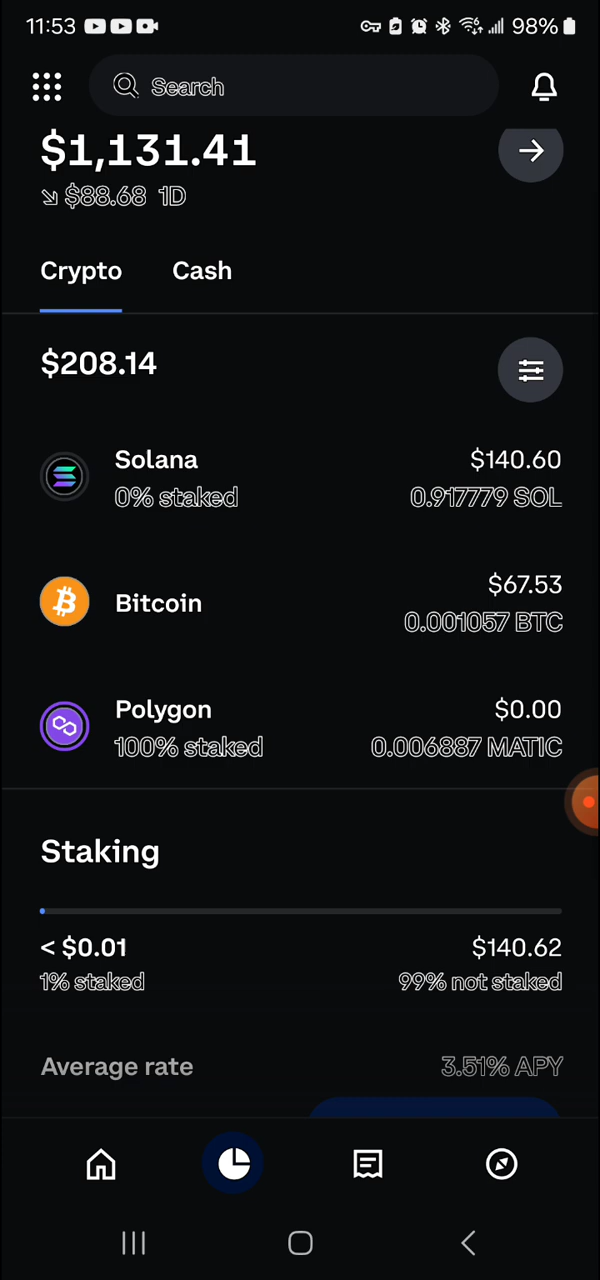 11:53 98%
Search
$1,131.41
$88.68 1D
Crypto Cash
$208.14
Solana $140.60
0% staked 0.917779 SOL
Bitcoin $67.53
0.001057 BTC
Polygon $0.00
100% staked 0.006887 MATIC
Staking
< $0.01 $140.62
1% staked 99% not staked
Average rate 3.51% APY